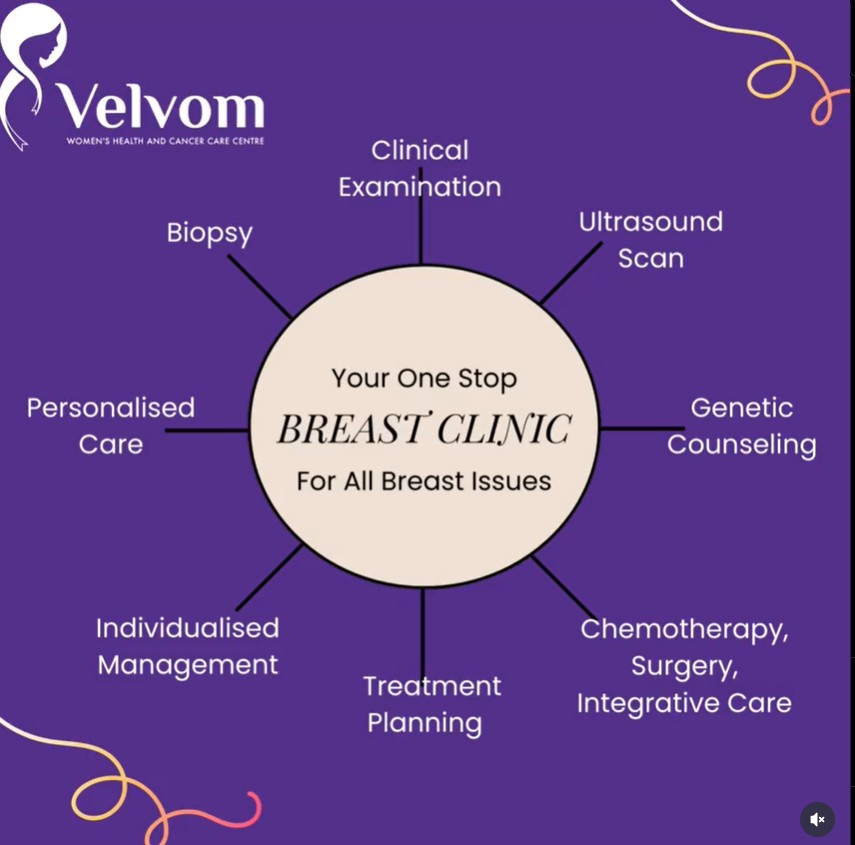 Velvom
WOMEN'S HEALTH AND CANCER CARE CENTRE
Clinical
Examination
Ultrasound
Scan
Genetic
Counseling
Chemotherapy,
Surgery,
Integrative Care
Treatment
Planning
Individualised
Management
Personalised
Care
Biopsy
Your One Stop
BREAST CLINIC
For All Breast Issues